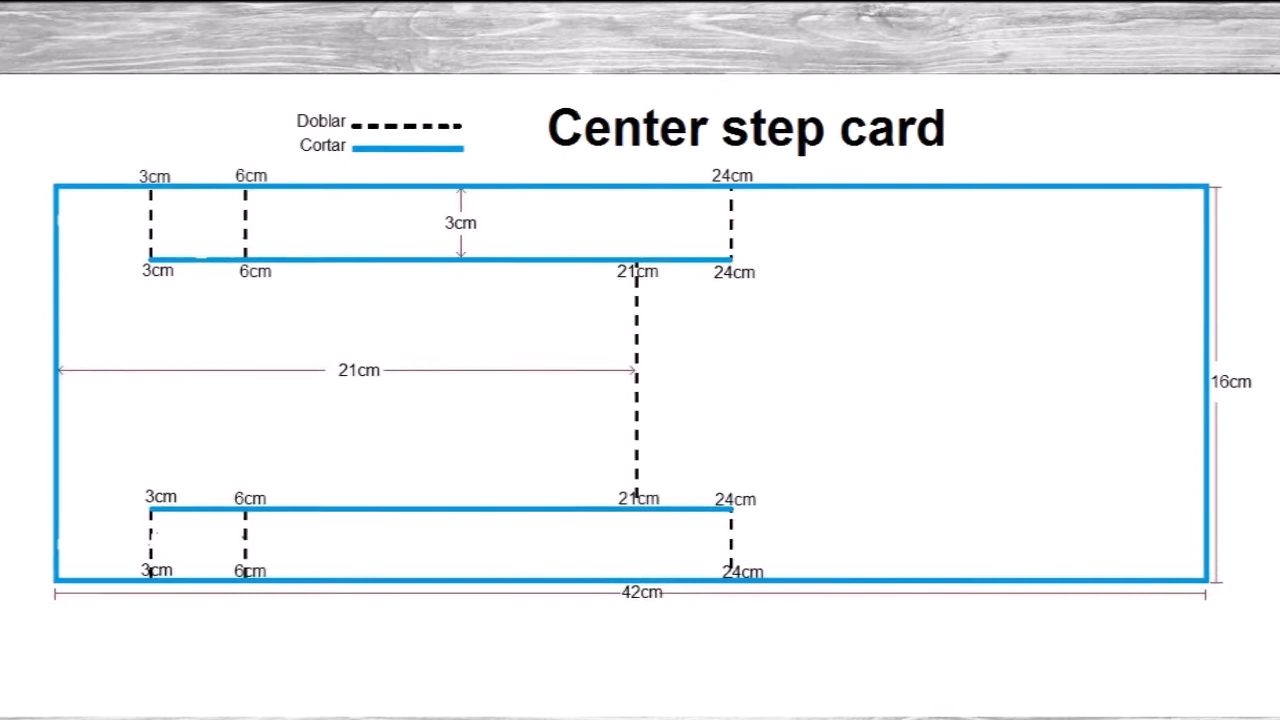 Doblar
Cortar
Center step card
3cm 6cm 24cm
3cm
3cm 6cm 21cm 24cm
21cm
16cm
3cm 6cm 21cm 24cm
3cm 6cm 24cm
42cm